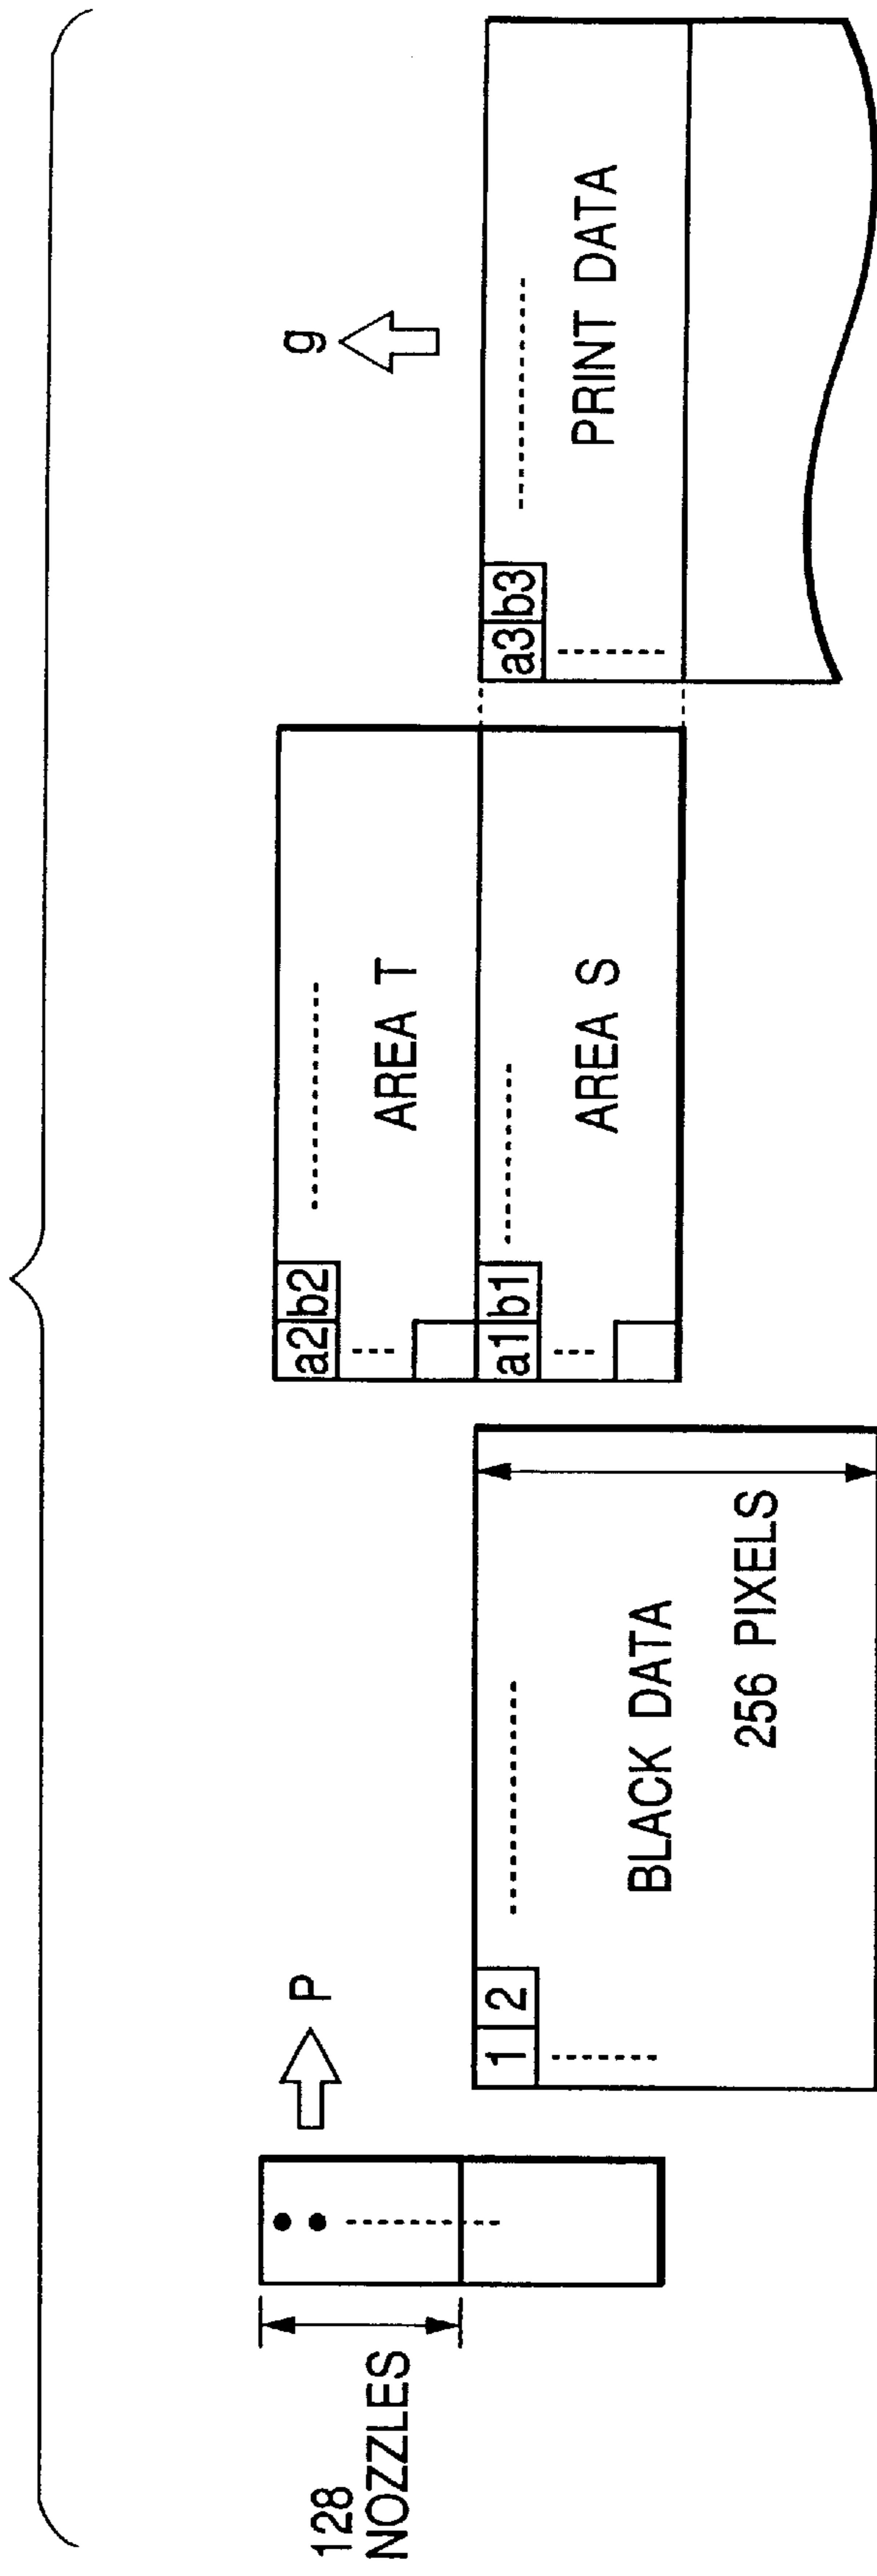 128
NOZZLES
P
1 2
BLACK DATA
256 PIXELS
a2 b2
AREA T
a1 b1
AREA S
g
a3 b3
PRINT DATA